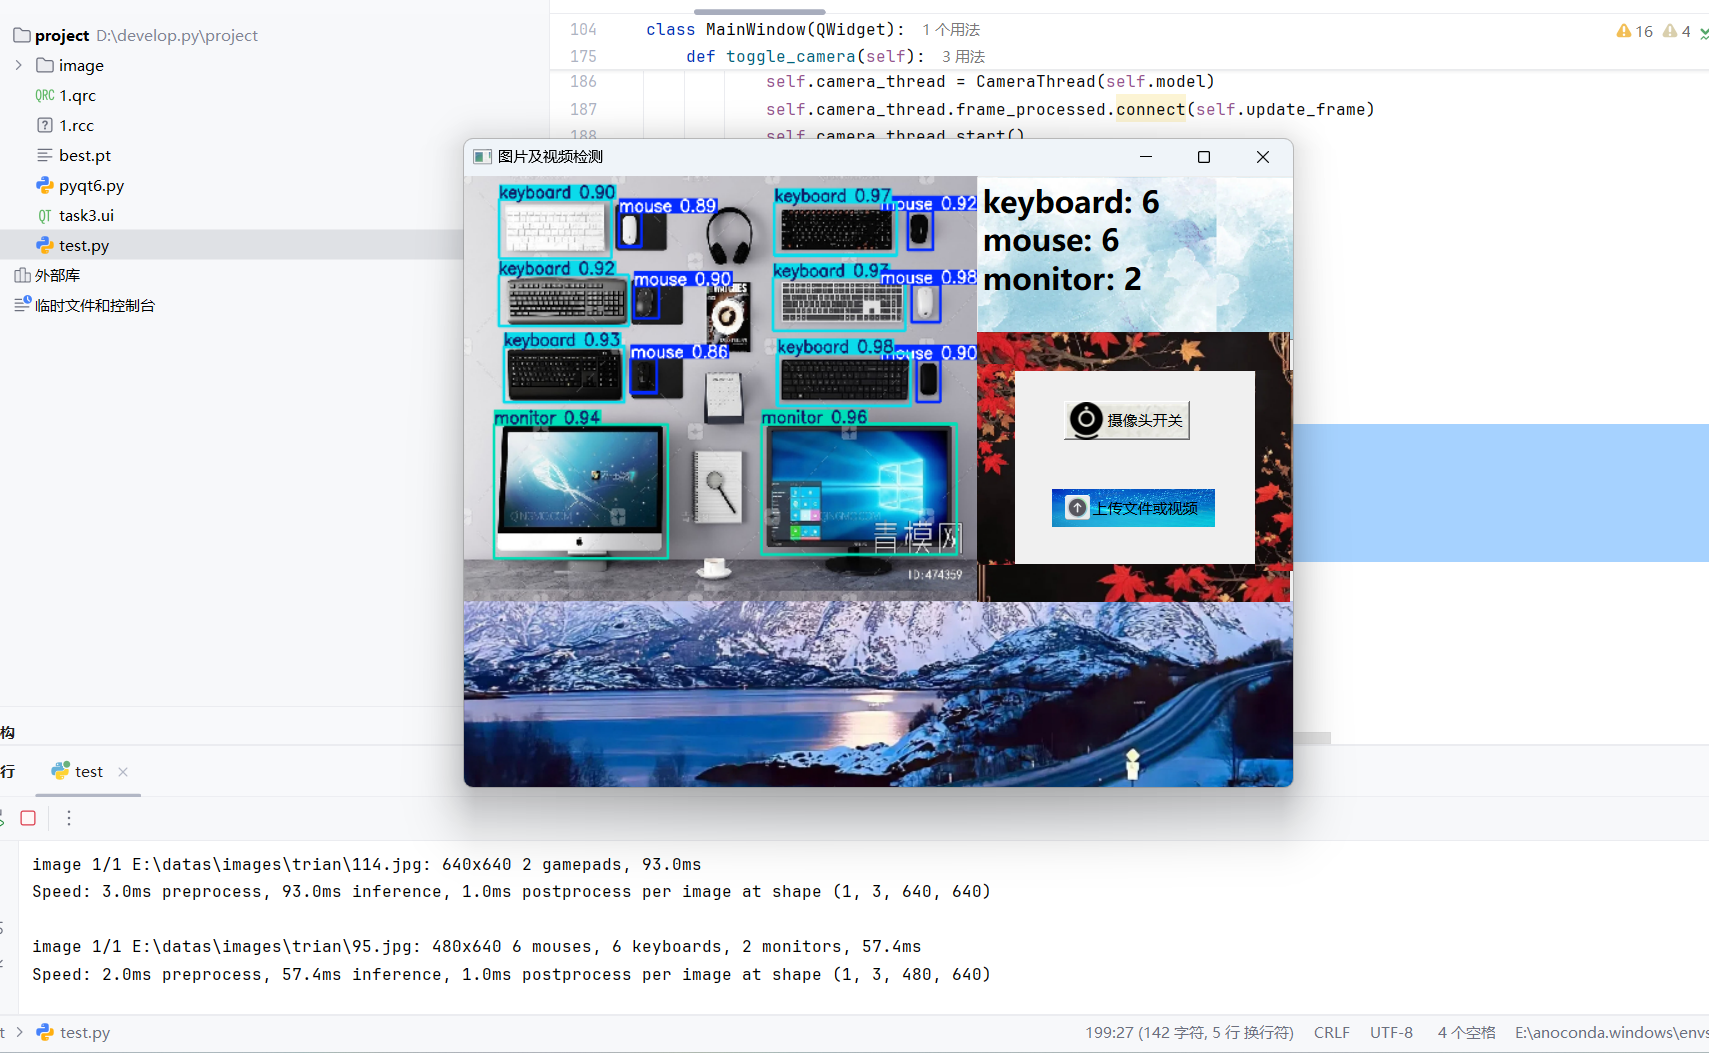 project D:\develop.py\project
image
1.qrc
1.rcc
best.pt
pyqt6.py
task3.ui
test.py
外部库
临时文件和控制台
104 class MainWindow(QWidget): 1 个用法
175 def toggle_camera(self): 3 用法
186 self.camera_thread = CameraThread(self.model)
187 self.camera_thread.frame_processed.connect(self.update_frame)
188 self.camera_thread.start()
16 4
图片及视频检测
keyboard 0.90
mouse 0.89
keyboard 0.97
mouse 0.92
keyboard 0.92
mouse 0.90
keyboard 0.97
mouse 0.98
keyboard 0.93
mouse 0.86
keyboard 0.98
mouse 0.90
monitor 0.94
monitor 0.96
青模网
ID:474359
keyboard: 6
mouse: 6
monitor: 2
摄像头开关
上传文件或视频
构
行
test
image 1/1 E:\datas\images\trian\114.jpg: 640x640 2 gamepads, 93.0ms
Speed: 3.0ms preprocess, 93.0ms inference, 1.0ms postprocess per image at shape (1, 3, 640, 640)
image 1/1 E:\datas\images\trian\95.jpg: 480x640 6 mouses, 6 keyboards, 2 monitors, 57.4ms
Speed: 2.0ms preprocess, 57.4ms inference, 1.0ms postprocess per image at shape (1, 3, 480, 640)
t > test.py
199:27 (142 字符, 5 行 换行符) CRLF UTF-8 4 个空格 E:\anoconda.windows\envs